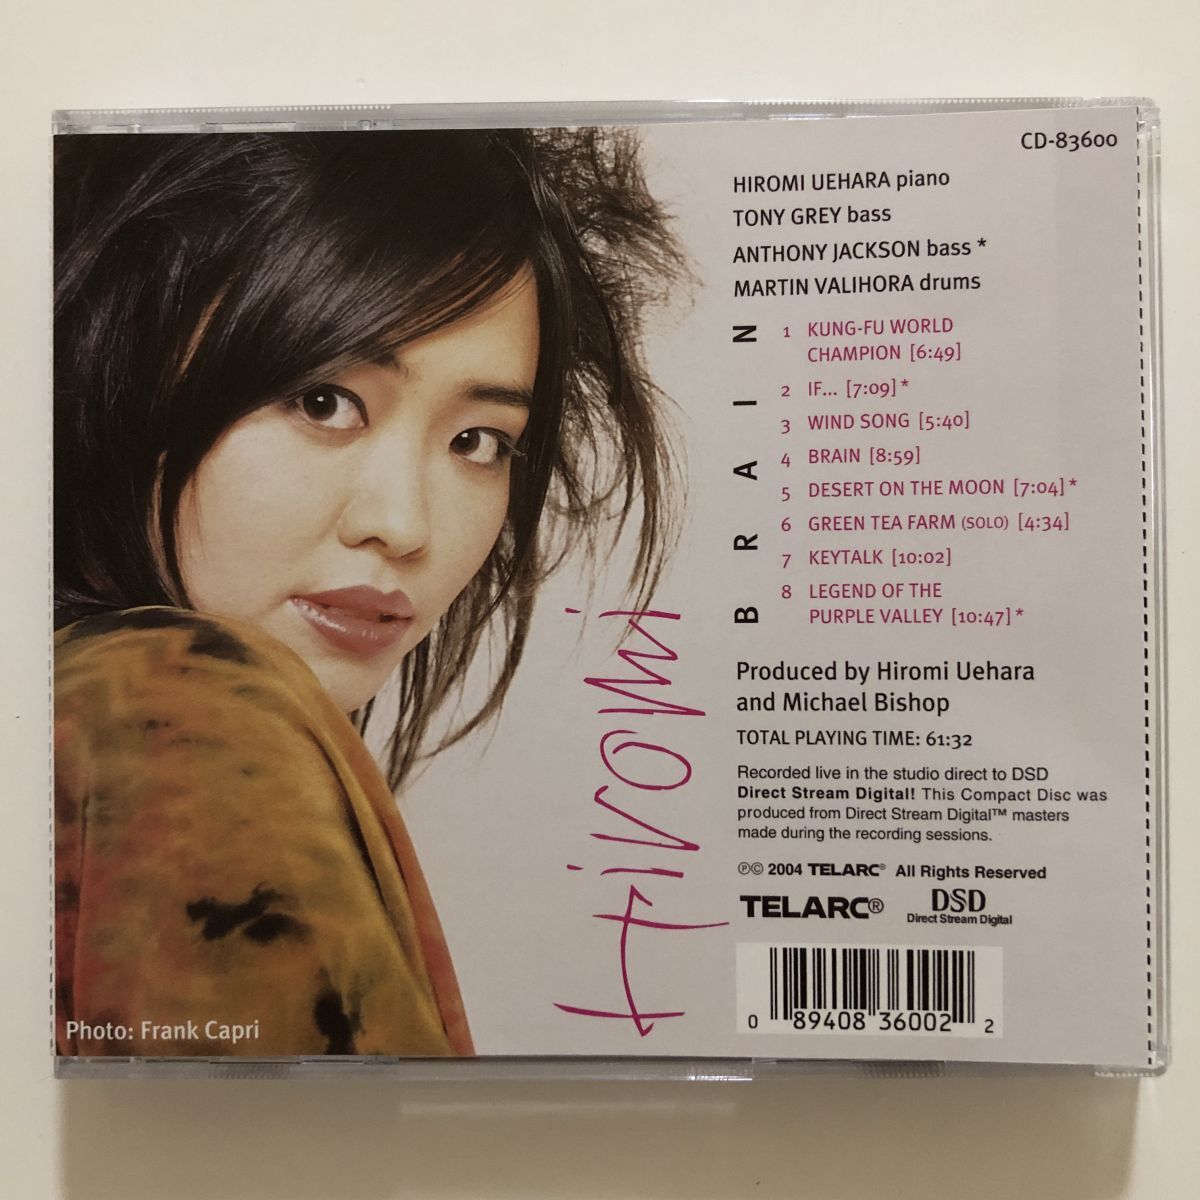 CD-83600
HIROMI UEHARA piano
TONY GREY bass
ANTHONY JACKSON bass *
MARTIN VALIHORA drums
BRAIN
1 KUNG-FU WORLD
CHAMPION [6:49]
2 IF... [7:09] *
3 WIND SONG [5:40]
4 BRAIN [8:59]
5 DESERT ON THE MOON [7:04] *
6 GREEN TEA FARM (SOLO) [4:34]
7 KEYTALK [10:02]
8 LEGEND OF THE
PURPLE VALLEY [10:47] *
Hiromi
Produced by Hiromi Uehara
and Michael Bishop
TOTAL PLAYING TIME: 61:32
Recorded live in the studio direct to DSD
Direct Stream Digital! This Compact Disc was
produced from Direct Stream Digital™ masters
made during the recording sessions.
℗© 2004 TELARC® All Rights Reserved
TELARC®
DSD
Direct Stream Digital
0 89408 36002 2
Photo: Frank Capri